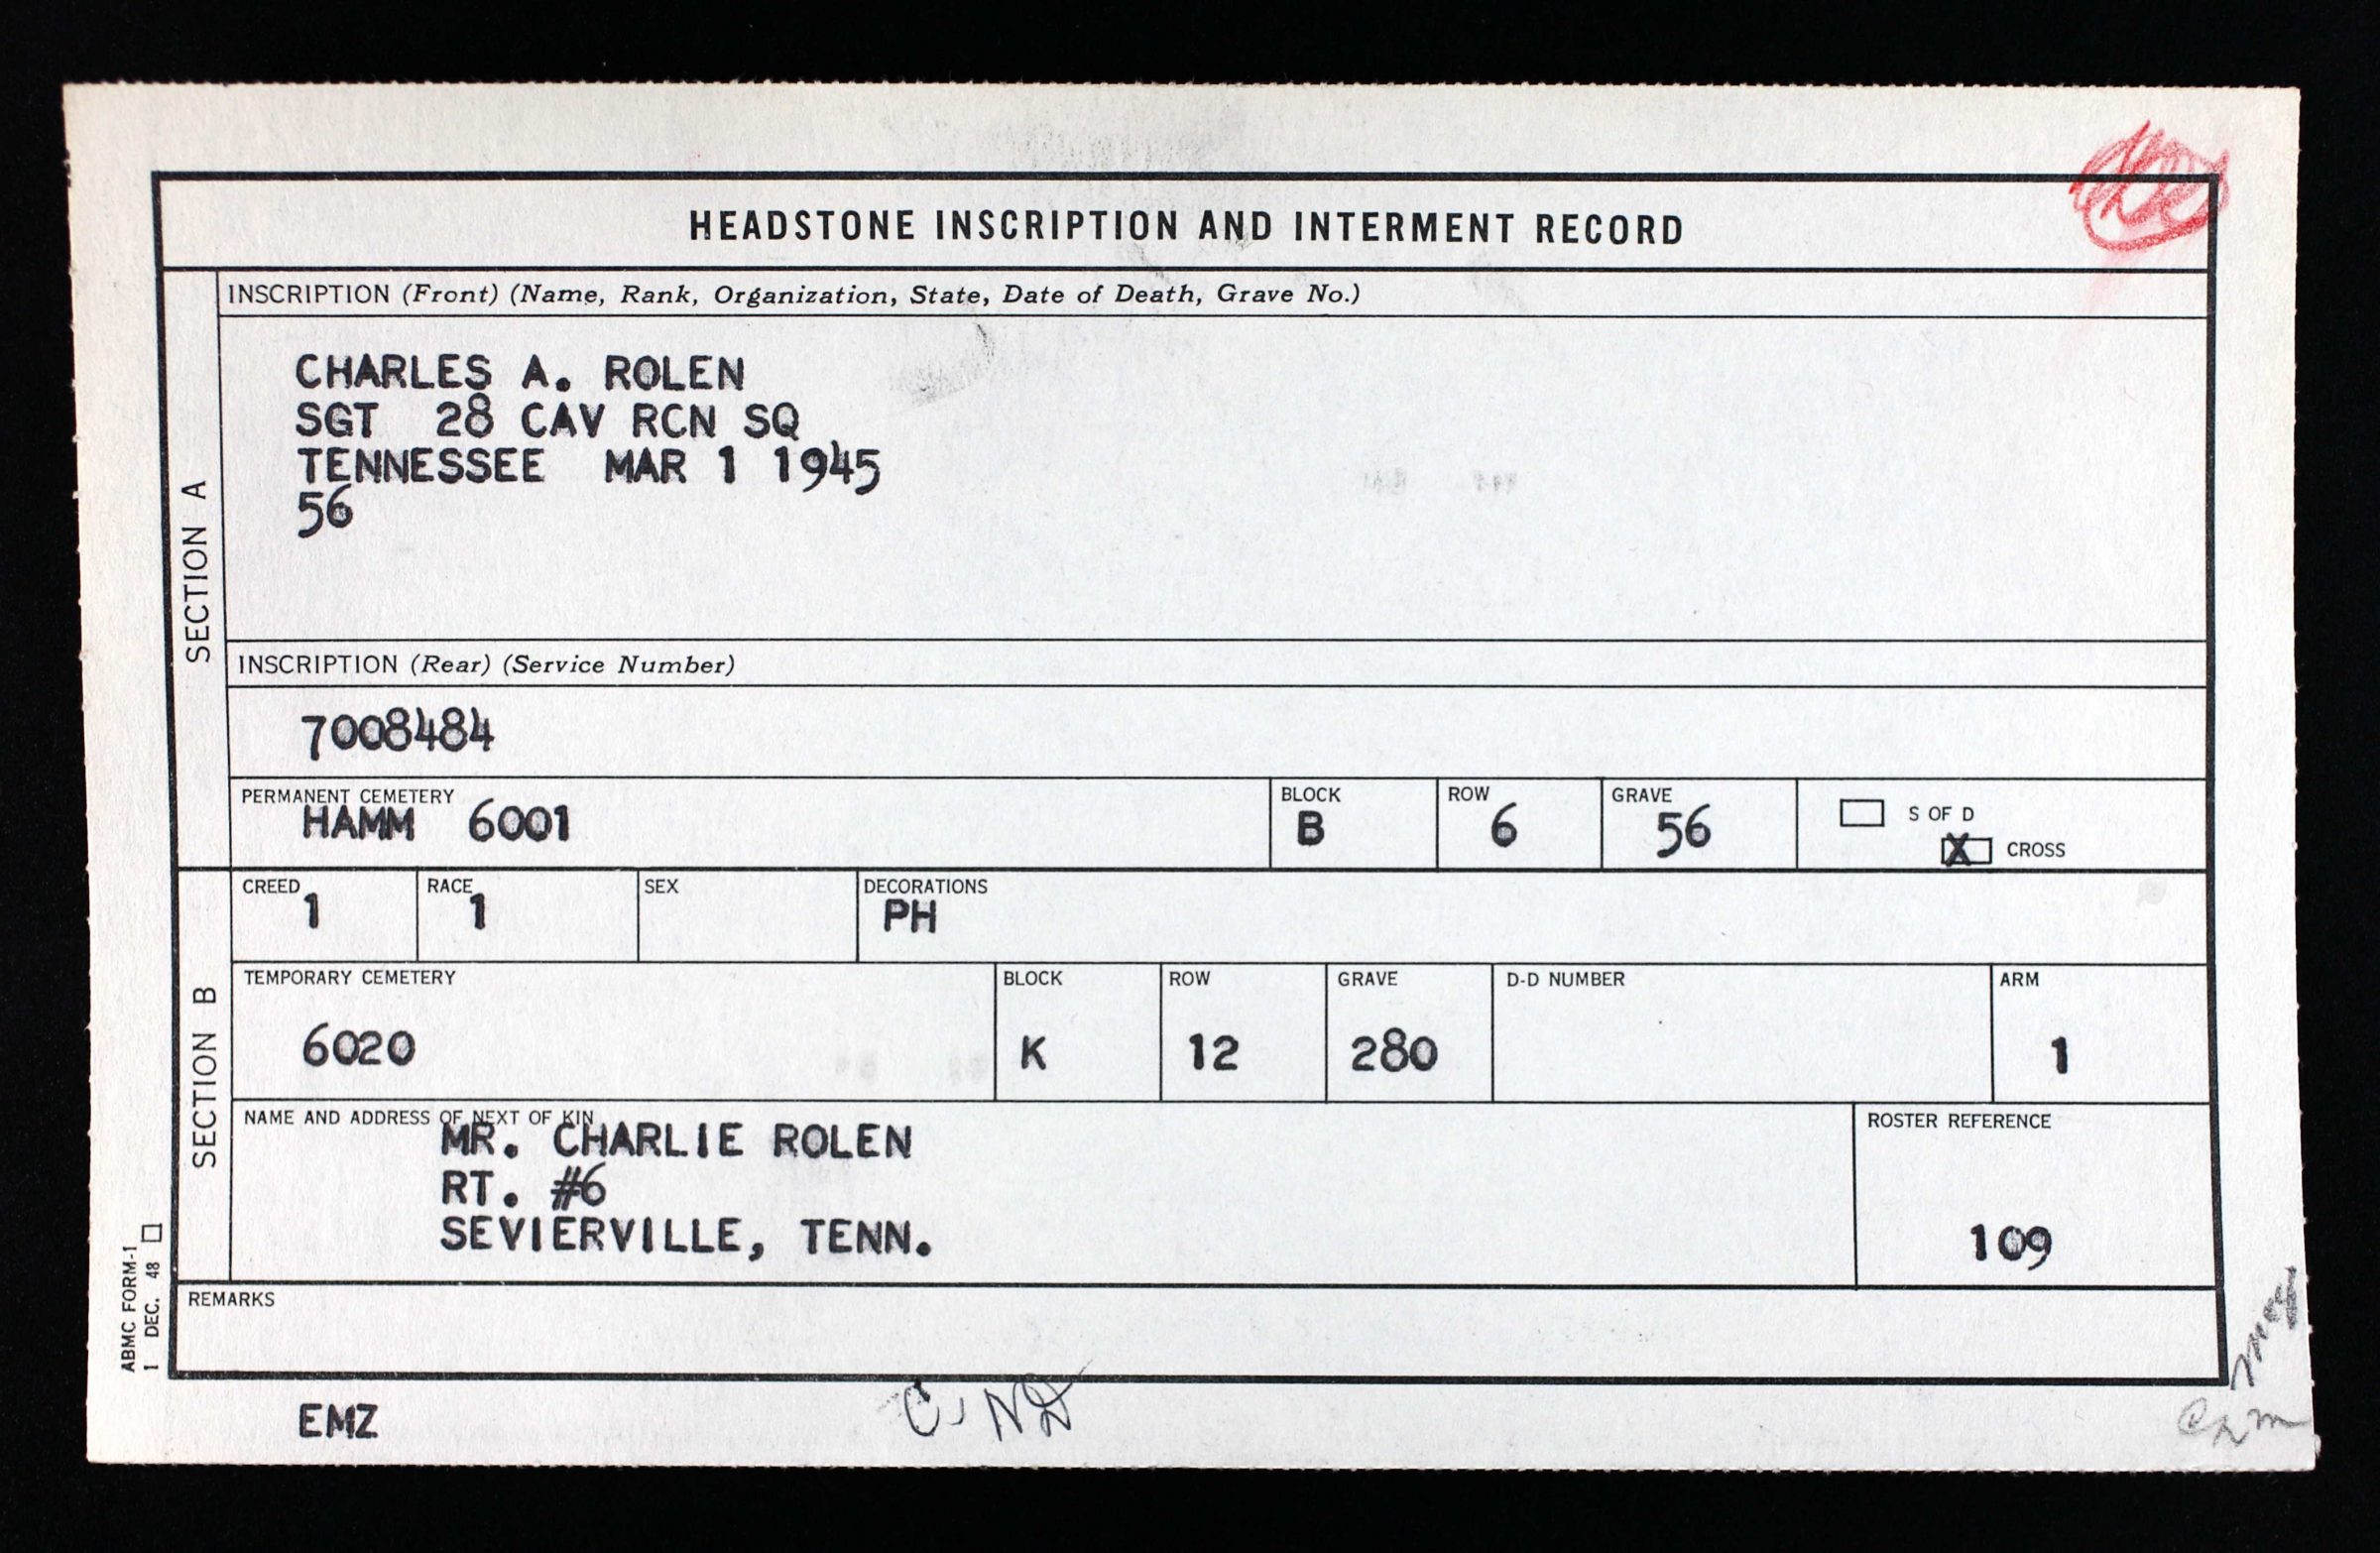 HEADSTONE INSCRIPTION AND INTERMENT RECORD
SECTION A
INSCRIPTION (Front) (Name, Rank, Organization, State, Date of Death, Grave No.)
CHARLES A. ROLEN
SGT 28 CAV RCN SQ
TENNESSEE MAR 1 1945
56
INSCRIPTION (Rear) (Service Number)
7008484
PERMANENT CEMETERY BLOCK ROW GRAVE
HAMM 6001 B 6 56
S OF D
X CROSS
SECTION B
CREED RACE SEX DECORATIONS
1 1 PH
TEMPORARY CEMETERY BLOCK ROW GRAVE D-D NUMBER ARM
6020 K 12 280 1
NAME AND ADDRESS OF NEXT OF KIN ROSTER REFERENCE
MR. CHARLIE ROLEN
RT. #6
SEVIERVILLE, TENN. 109
REMARKS
ABMC FORM-1
1 DEC. 48
EMZ